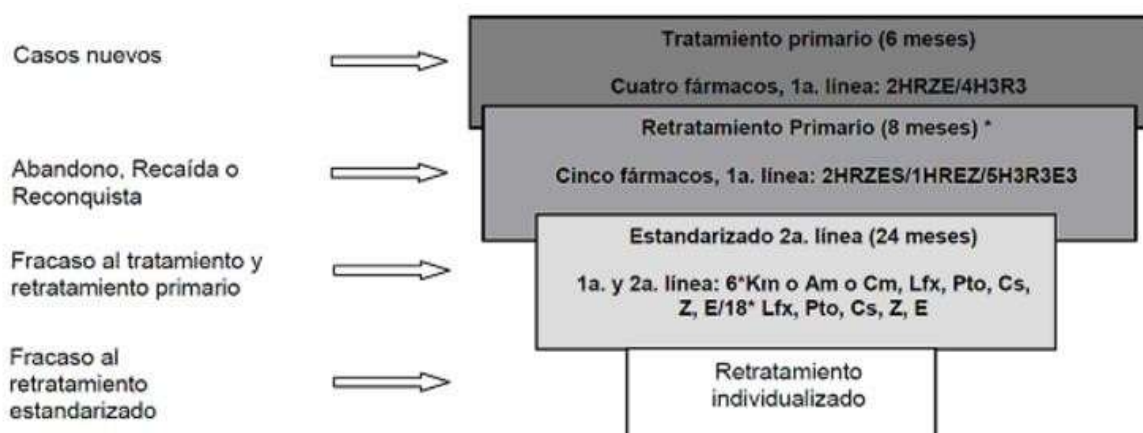 Casos nuevos
Tratamiento primario (6 meses)
Cuatro fármacos, 1a. línea: 2HRZE/4H3R3
Abandono, Recaída o
Reconquista
Retratamiento Primario (8 meses) *
Cinco fármacos, 1a. línea: 2HRZES/1HREZ/5H3R3E3
Fracaso al tratamiento y
retratamiento primario
Estandarizado 2a. línea (24 meses)
1a. y 2a. línea: 6*Km o Am o Cm, Lfx, Pto, Cs,
Z, E/18* Lfx, Pto, Cs, Z, E
Fracaso al
retratamiento
estandarizado
Retratamiento
individualizado